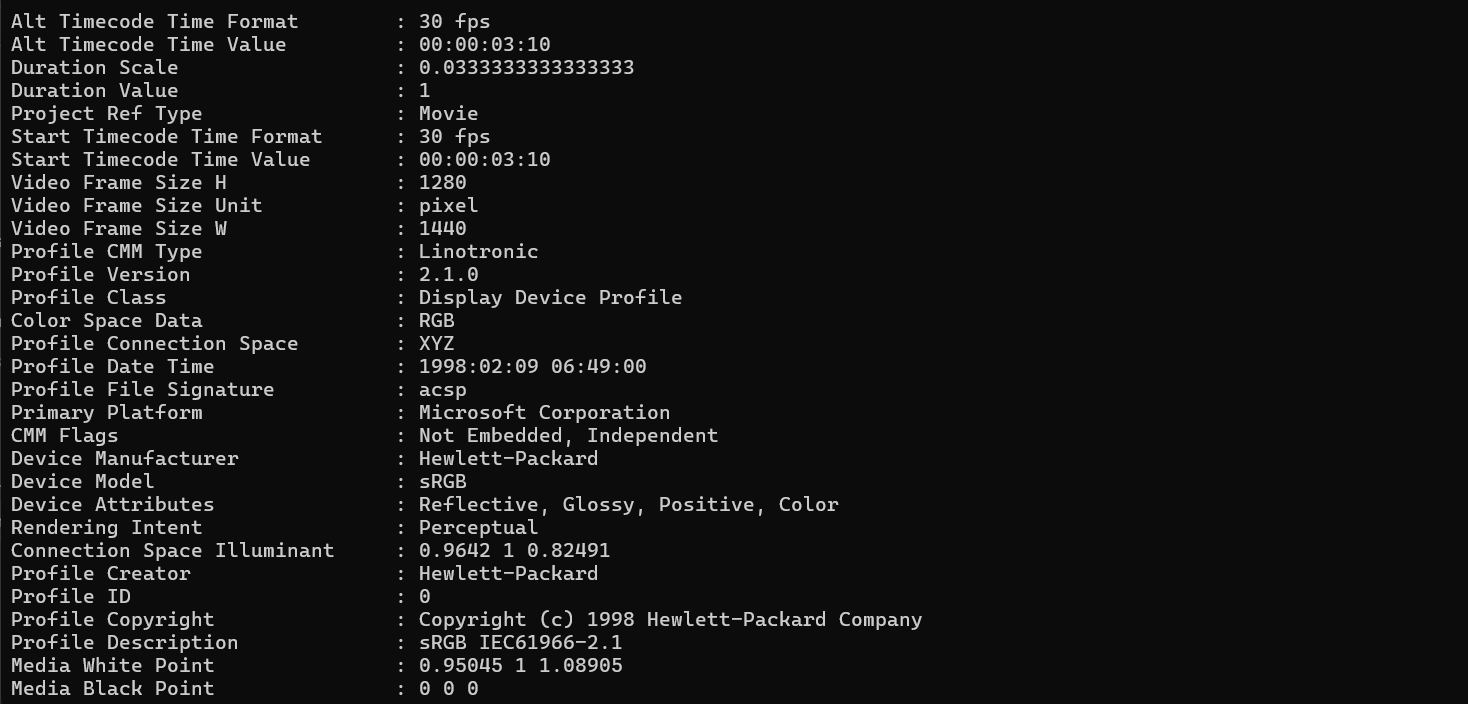 Alt Timecode Time Format : 30 fps
Alt Timecode Time Value : 00:00:03:10
Duration Scale : 0.0333333333333333
Duration Value : 1
Project Ref Type : Movie
Start Timecode Time Format : 30 fps
Start Timecode Time Value : 00:00:03:10
Video Frame Size H : 1280
Video Frame Size Unit : pixel
Video Frame Size W : 1440
Profile CMM Type : Linotronic
Profile Version : 2.1.0
Profile Class : Display Device Profile
Color Space Data : RGB
Profile Connection Space : XYZ
Profile Date Time : 1998:02:09 06:49:00
Profile File Signature : acsp
Primary Platform : Microsoft Corporation
CMM Flags : Not Embedded, Independent
Device Manufacturer : Hewlett-Packard
Device Model : sRGB
Device Attributes : Reflective, Glossy, Positive, Color
Rendering Intent : Perceptual
Connection Space Illuminant : 0.9642 1 0.82491
Profile Creator : Hewlett-Packard
Profile ID : 0
Profile Copyright : Copyright (c) 1998 Hewlett-Packard Company
Profile Description : sRGB IEC61966-2.1
Media White Point : 0.95045 1 1.08905
Media Black Point : 0 0 0